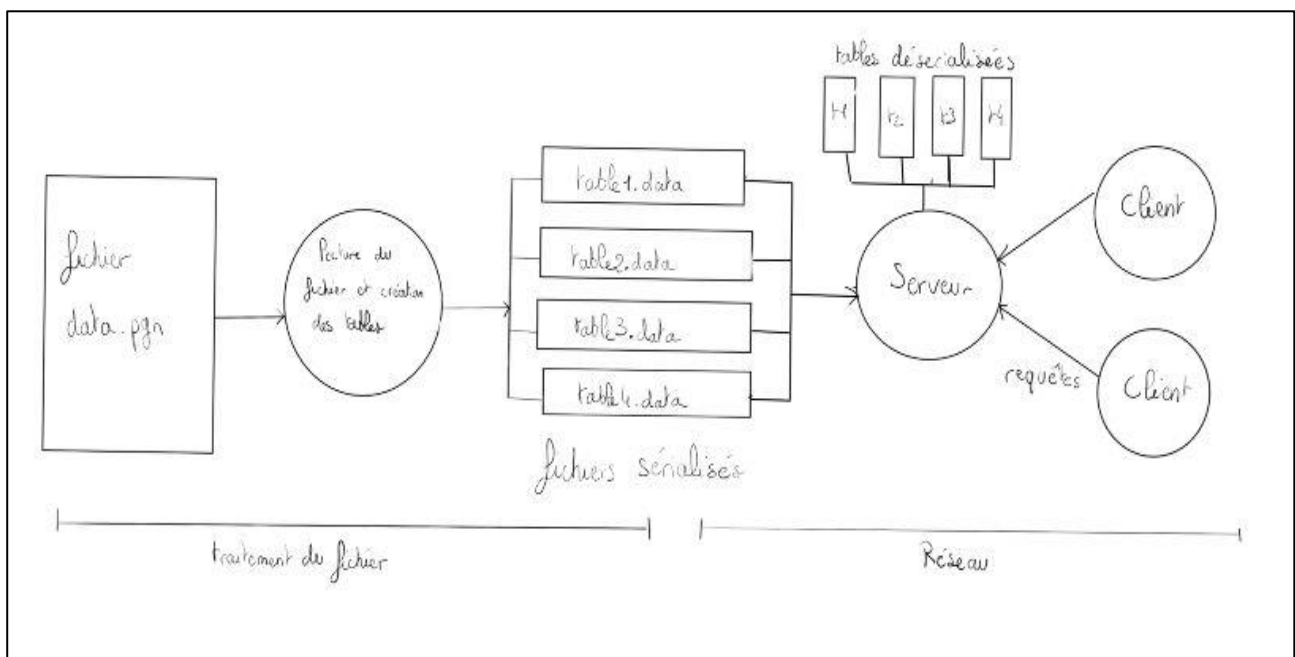 fichier
data.pgn
Lecture du
fichier et création
des tables
table1.data
table2.data
table3.data
table4.data
fichiers sérialisés
tables déserialisées
t1
t2
t3
t4
Serveur
Client
requêtes
Client
traitement du fichier
Réseau